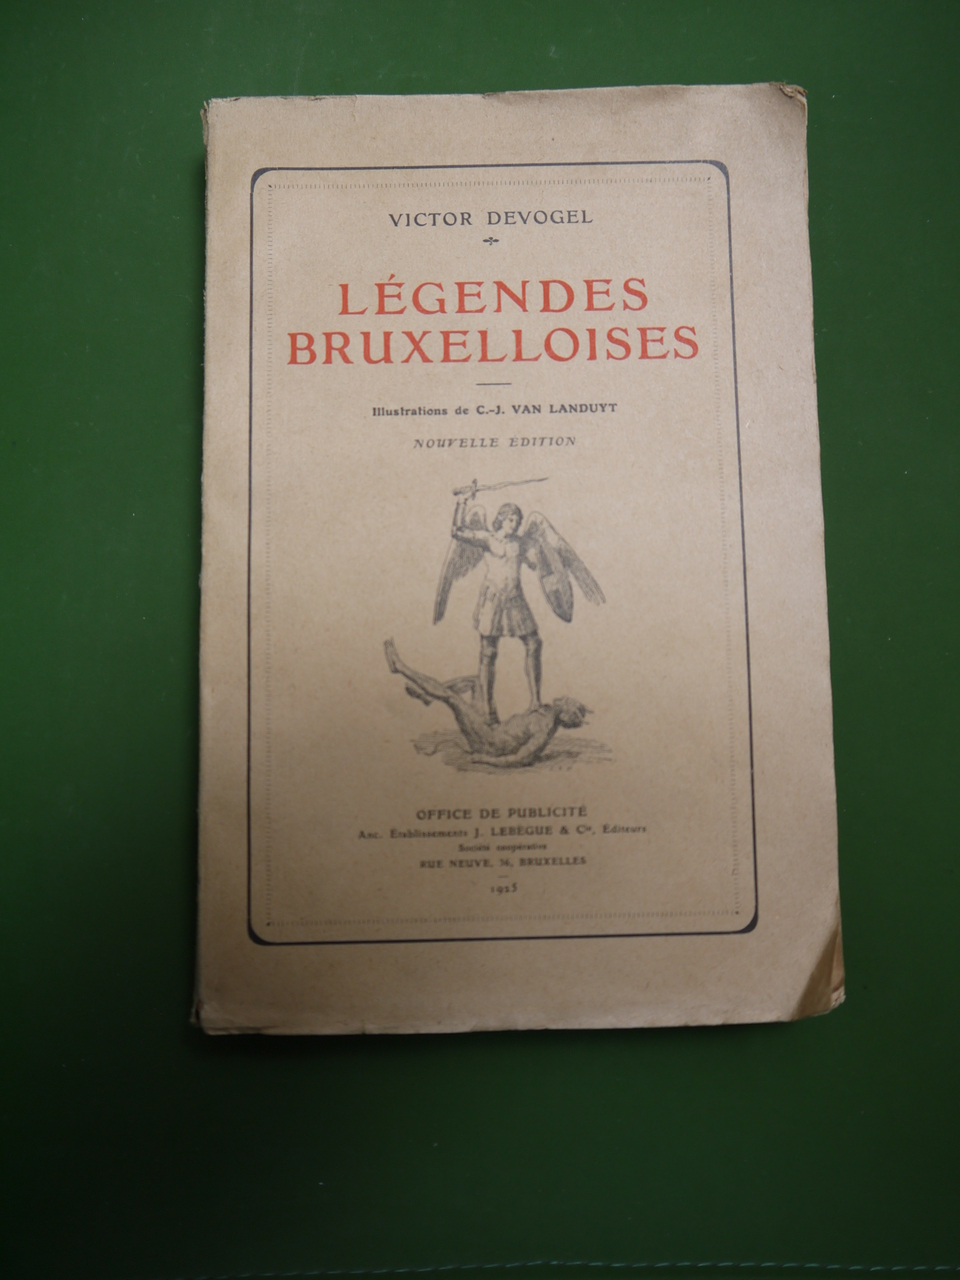 VICTOR DEVOGEL
LÉGENDES
BRUXELLOISES
Illustrations de C.-J. VAN LANDUYT
NOUVELLE ÉDITION
OFFICE DE PUBLICITÉ
Anc. Établissements J. LEBÈGUE & Cie, Éditeurs
Société coopérative
RUE NEUVE, 36, BRUXELLES
1925